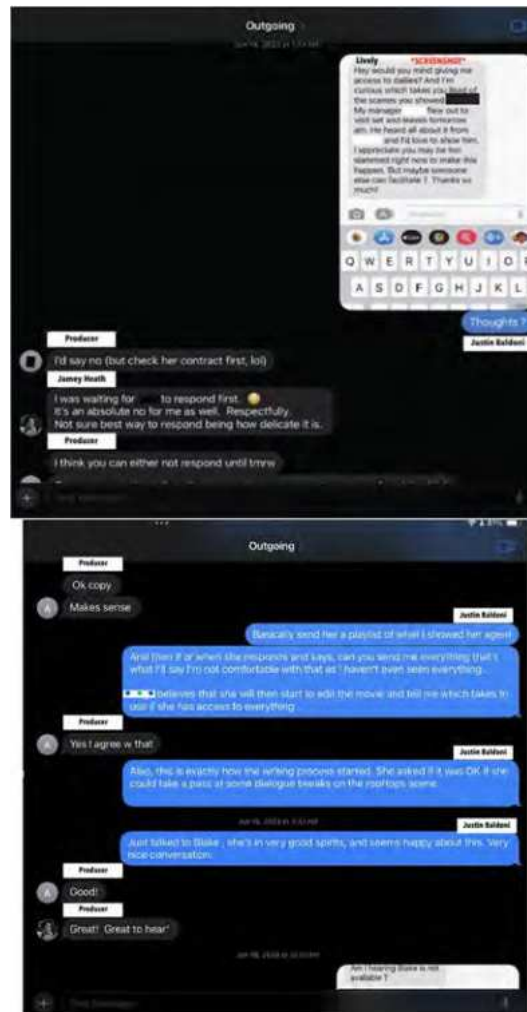 Outgoing
Lively *SCREENSHOT*
Hey would you mind giving me
access to dailies? And I'm
curious which takes you liked of
the scenes you showed
My manager flew out to
visit set and leaves tomorrow
am. He heard all about it from
and I'd love to show him.
I appreciate you may be too
slammed right now to make this
happen. But maybe someone
else can facilitate ? Thanks so
much!
Q W E R T Y U I O P
A S D F G H J K L
Thoughts ?
Justin Baldoni
Producer
I'd say no (but check her contract first, lol)
Jamey Heath
I was waiting for to respond first.
It's an absolute no for me as well. Respectfully.
Not sure best way to respond being how delicate it is.
Producer
I think you can either not respond until tmrw
Outgoing
Producer
Ok copy
Makes sense
Justin Baldoni
Basically send her a playlist of what I showed her agent
And then if or when she responds and says, can you send me everything that's
what I'll say I'm not comfortable with that as I haven't even seen everything
believes that she will then start to edit the movie and tell me which takes to
use if she has access to everything
Producer
Yes I agree w that
Justin Baldoni
Also, this is exactly how the writing process started. She asked if it was OK if she
could take a pass at some dialogue tweaks on the rooftops scene.
Justin Baldoni
Just talked to Blake , she's in very good spirits, and seems happy about this. Very
nice conversation.
Producer
Good!
Producer
Great! Great to hear*
Am I hearing Blake is not
available ?